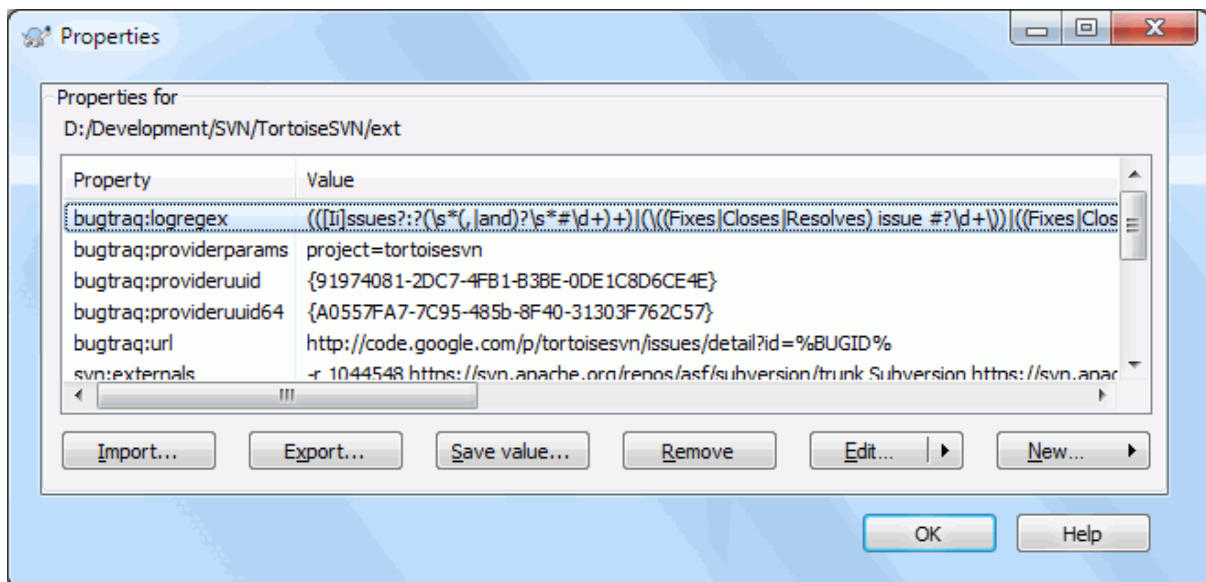 Properties
Properties for
D:/Development/SVN/TortoiseSVN/ext
Property Value
bugtraq:logregex (([Ii]ssues?:?(\s*(,|and)?\s*#\d+)+)|(\((Fixes|Closes|Resolves) issue #?\d+\))|((Fixes|Clos
bugtraq:providerparams project=tortoisesvn
bugtraq:provideruuid {91974081-2DC7-4FB1-B3BE-0DE1C8D6CE4E}
bugtraq:provideruuid64 {A0557FA7-7C95-485b-8F40-31303F762C57}
bugtraq:url http://code.google.com/p/tortoisesvn/issues/detail?id=%BUGID%
svn:externals -r 1044548 https://svn.apache.org/repos/asf/subversion/trunk Subversion https://svn.apac
Import... Export... Save value... Remove Edit... New...
OK Help